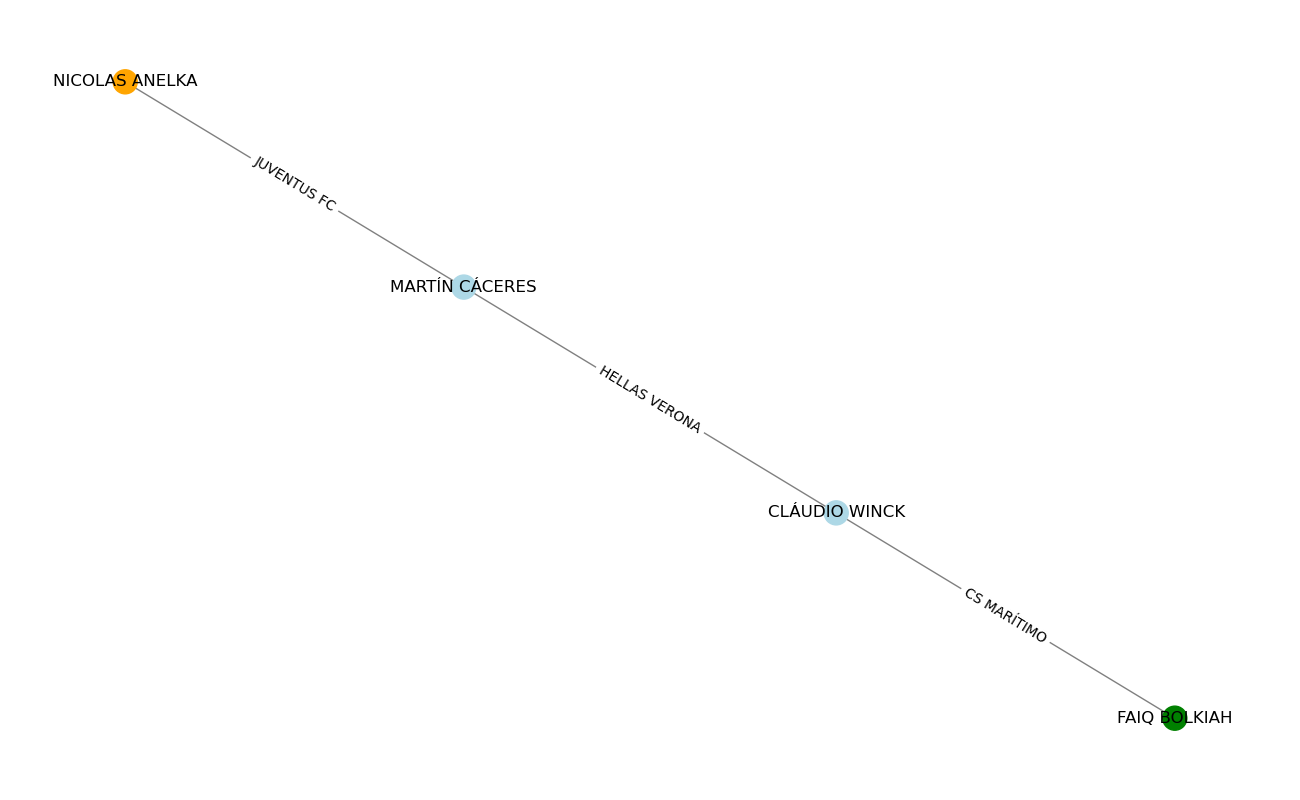 NICOLAS ANELKA
JUVENTUS FC
MARTÍN CÁCERES
HELLAS VERONA
CLÁUDIO WINCK
CS MARÍTIMO
FAIQ BOLKIAH